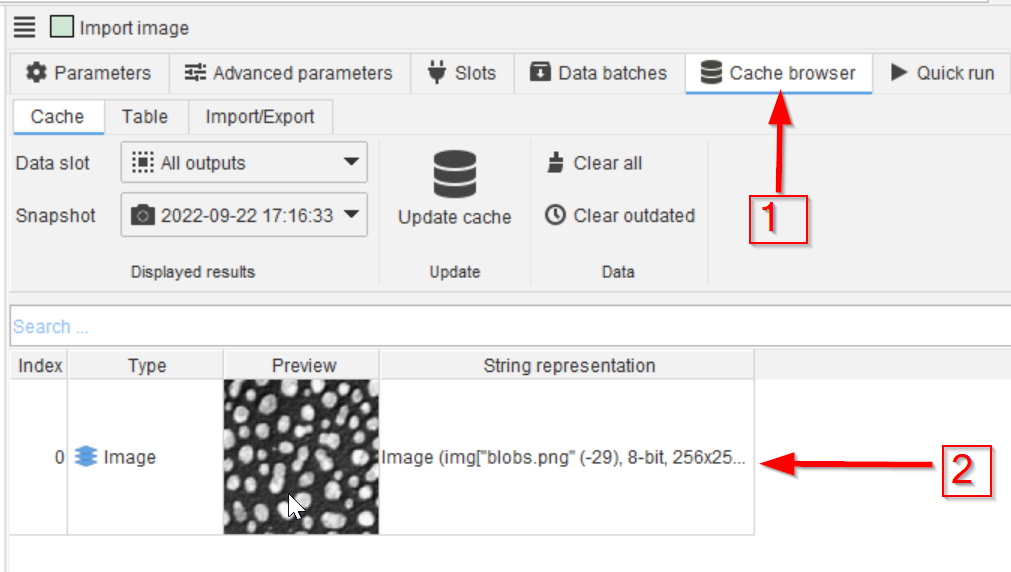 Import image
Parameters Advanced parameters Slots Data batches Cache browser Quick run
Cache Table Import/Export
Data slot All outputs Clear all
Snapshot 2022-09-22 17:16:33 Update cache Clear outdated
1
Displayed results Update Data
Search ...
Index Type Preview String representation
0 Image Image (img["blobs.png" (-29), 8-bit, 256x25...
2